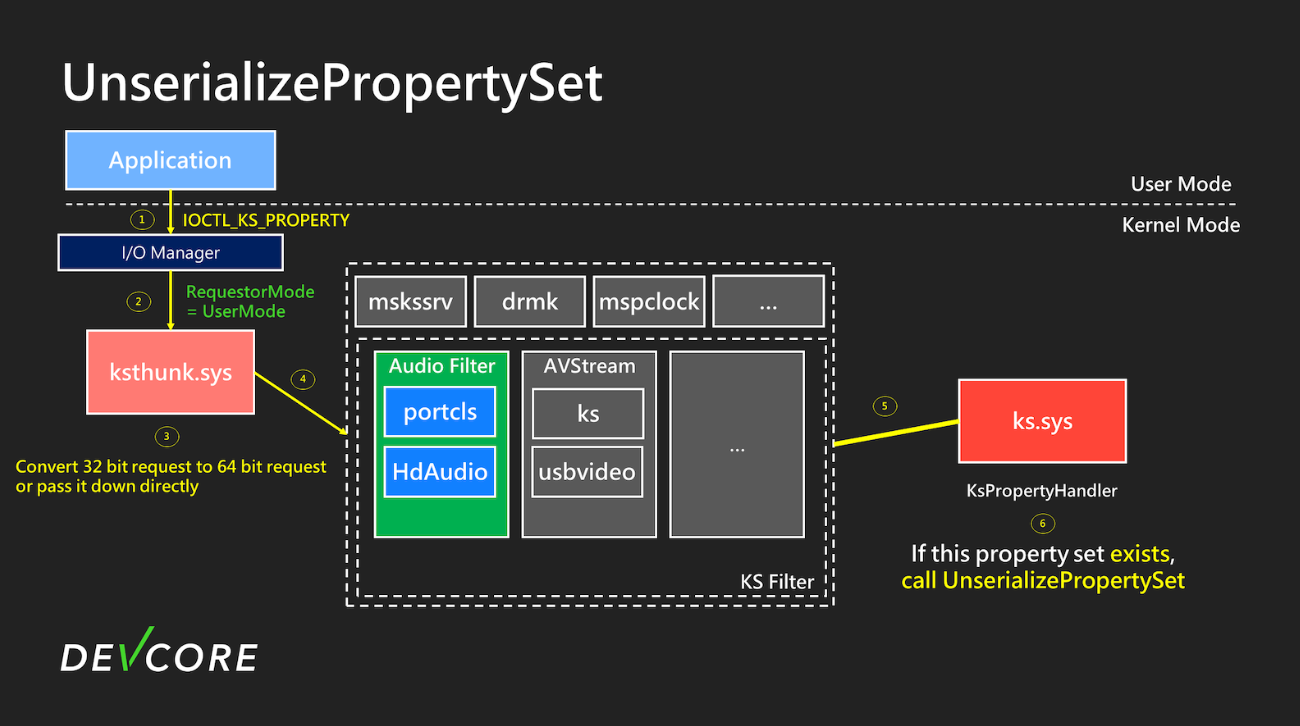 UnserializePropertySet
Application
User Mode
Kernel Mode
1
IOCTL_KS_PROPERTY
I/O Manager
2
RequestorMode
= UserMode
ksthunk.sys
3
Convert 32 bit request to 64 bit request
or pass it down directly
4
mskssrv
drmk
mspclock
...
Audio Filter
portcls
HdAudio
AVStream
ks
usbvideo
...
KS Filter
5
ks.sys
KsPropertyHandler
6
If this property set exists,
call UnserializePropertySet
DEVCORE